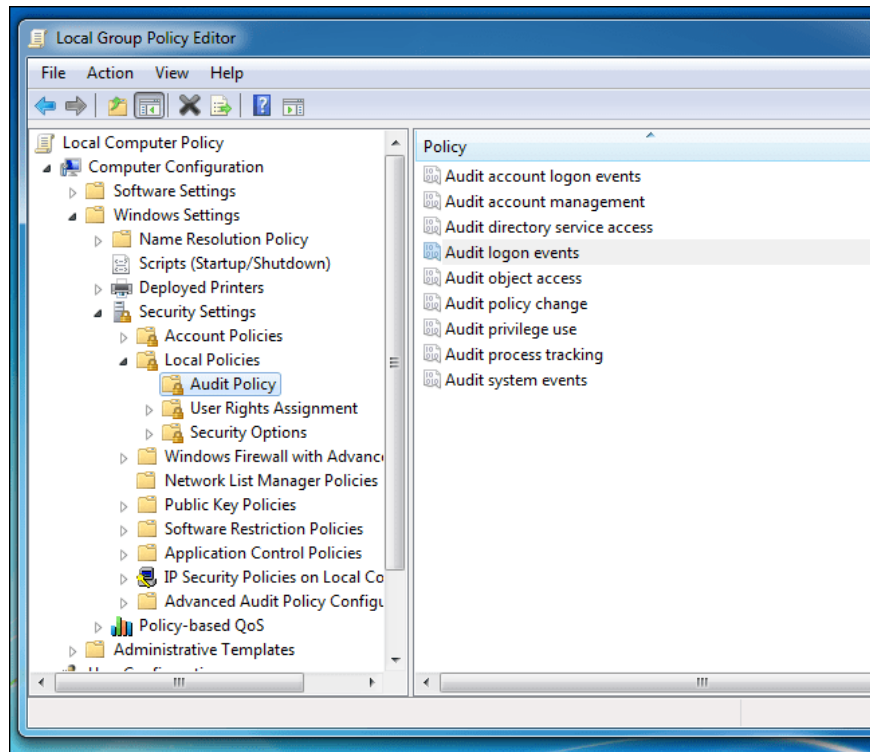 Local Group Policy Editor
File Action View Help
Local Computer Policy
Computer Configuration
Software Settings
Windows Settings
Name Resolution Policy
Scripts (Startup/Shutdown)
Deployed Printers
Security Settings
Account Policies
Local Policies
Audit Policy
User Rights Assignment
Security Options
Windows Firewall with Advanc
Network List Manager Policies
Public Key Policies
Software Restriction Policies
Application Control Policies
IP Security Policies on Local Co
Advanced Audit Policy Configu
Policy-based QoS
Administrative Templates
Policy
Audit account logon events
Audit account management
Audit directory service access
Audit logon events
Audit object access
Audit policy change
Audit privilege use
Audit process tracking
Audit system events